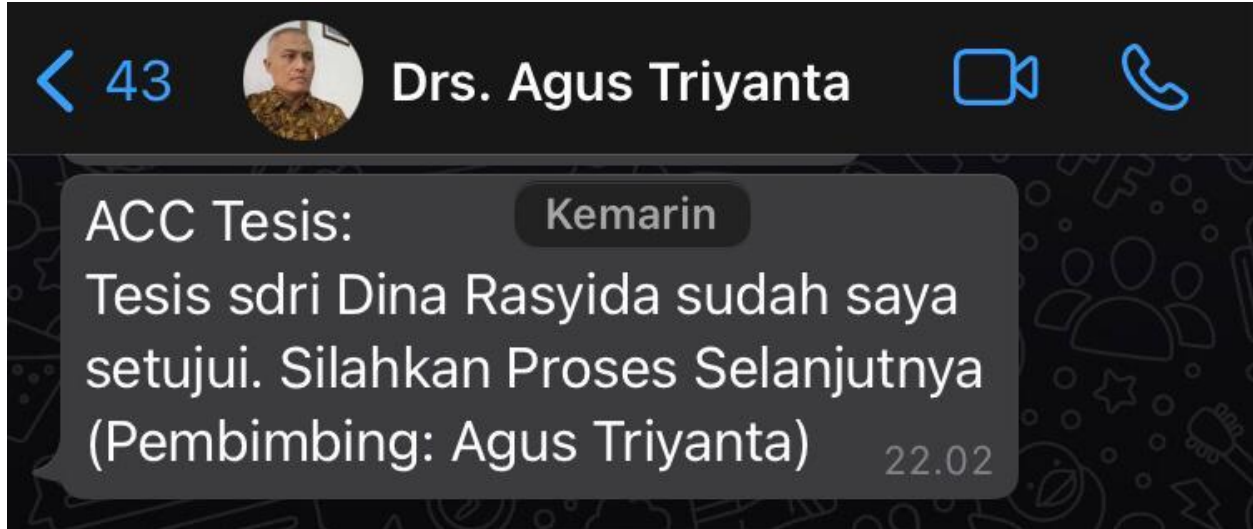 43 Drs. Agus Triyanta
Kemarin
ACC Tesis:
Tesis sdri Dina Rasyida sudah saya
setujui. Silahkan Proses Selanjutnya
(Pembimbing: Agus Triyanta) 22.02